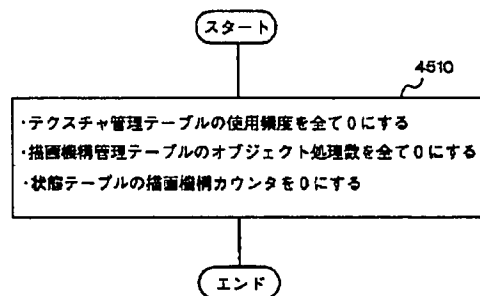 スタート
4510
・テクスチャ管理テーブルの使用頻度を全て0にする
・描画機構管理テーブルのオブジェクト処理数を全て0にする
・状態テーブルの描画機構カウンタを0にする
エンド